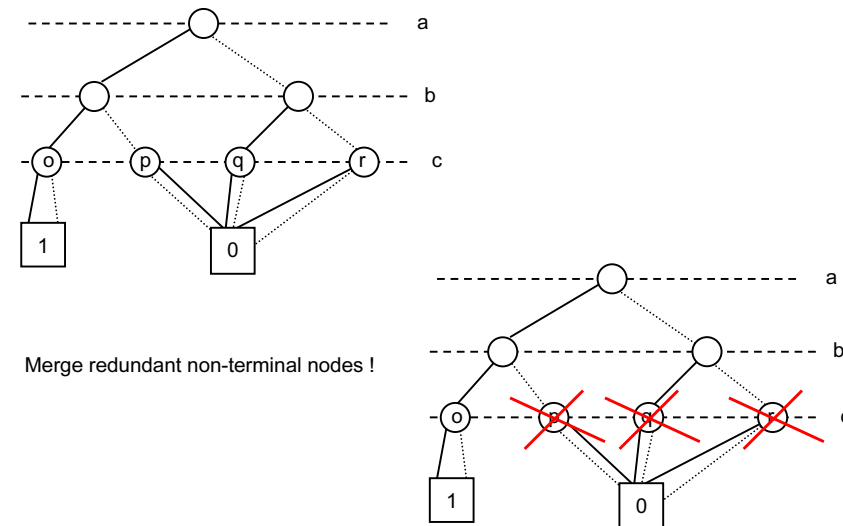 a
b
o p q r c
1 0
a
Merge redundant non-terminal nodes !
b
o p q r c
1 0